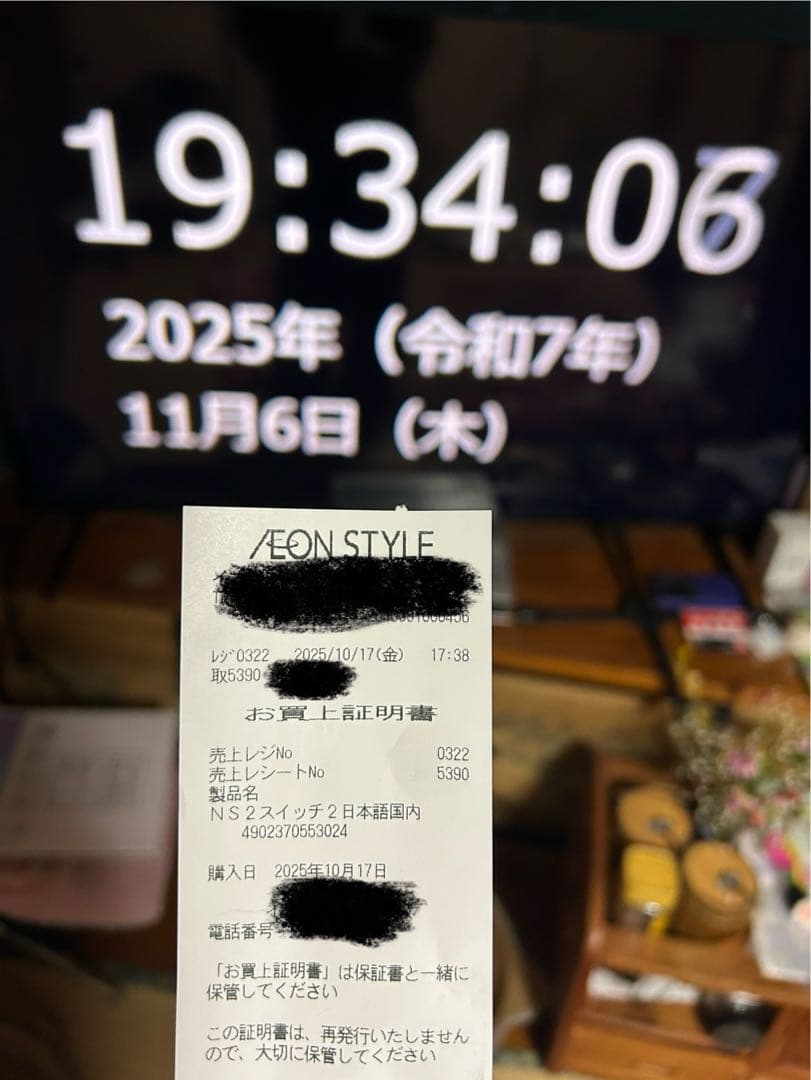 19:34:06
2025年（令和7年）
11月6日（木）
ÆON STYLE
ﾚｼﾞ0322 2025/10/17(金) 17:38
取5390
お買上証明書
売上レジNo 0322
売上レシートNo 5390
製品名
ＮＳ２スイッチ２日本語国内
4902370553024
購入日 2025年10月17日
電話番号
「お買上証明書」は保証書と一緒に
保管してください
この証明書は、再発行いたしません
ので、大切に保管してください